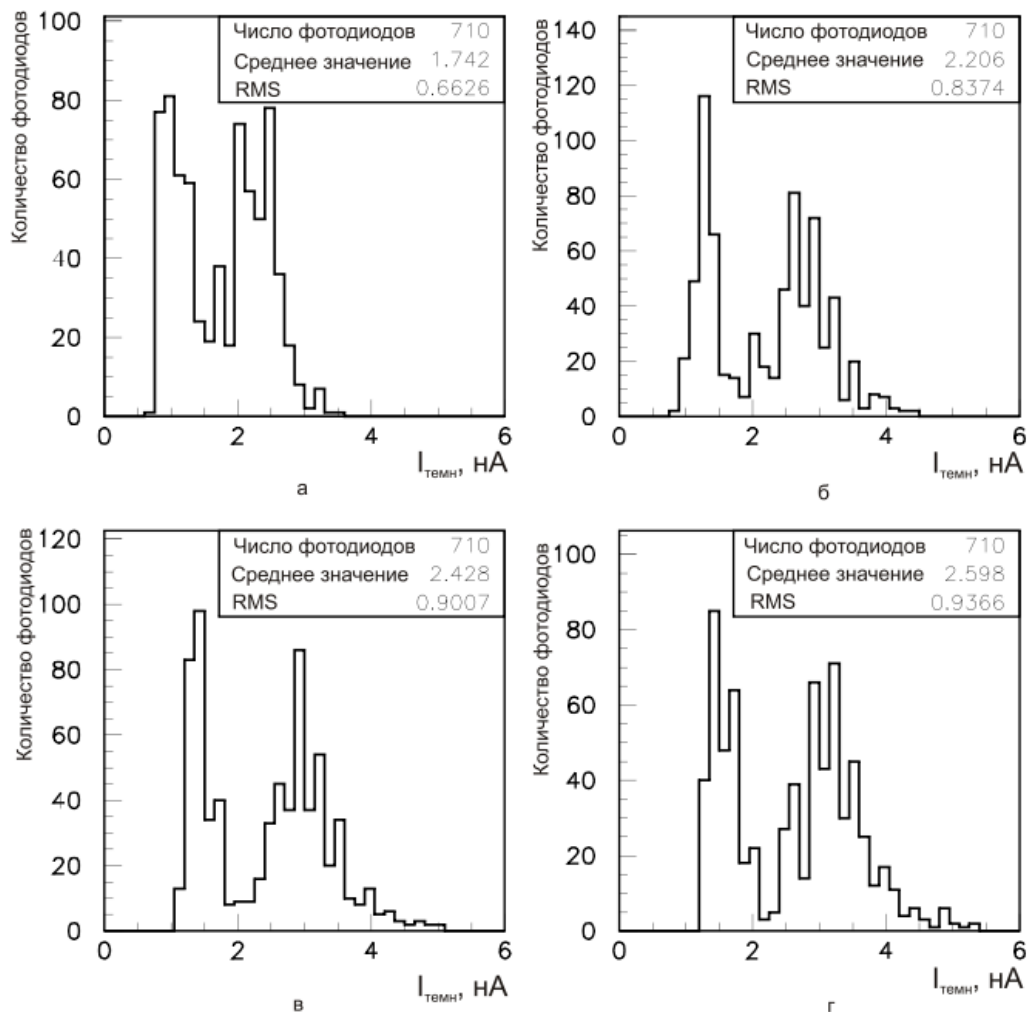 Количество фотодиодов
100
80
60
40
20
0
Число фотодиодов 710
Среднее значение 1.742
RMS 0.6626
0 2 4 6
Iтемн, нА
а
Количество фотодиодов
140
120
100
80
60
40
20
0
Число фотодиодов 710
Среднее значение 2.206
RMS 0.8374
0 2 4 6
Iтемн, нА
б
Количество фотодиодов
120
100
80
60
40
20
0
Число фотодиодов 710
Среднее значение 2.428
RMS 0.9007
0 2 4 6
Iтемн, нА
в
Количество фотодиодов
100
80
60
40
20
0
Число фотодиодов 710
Среднее значение 2.598
RMS 0.9366
0 2 4 6
Iтемн, нА
г